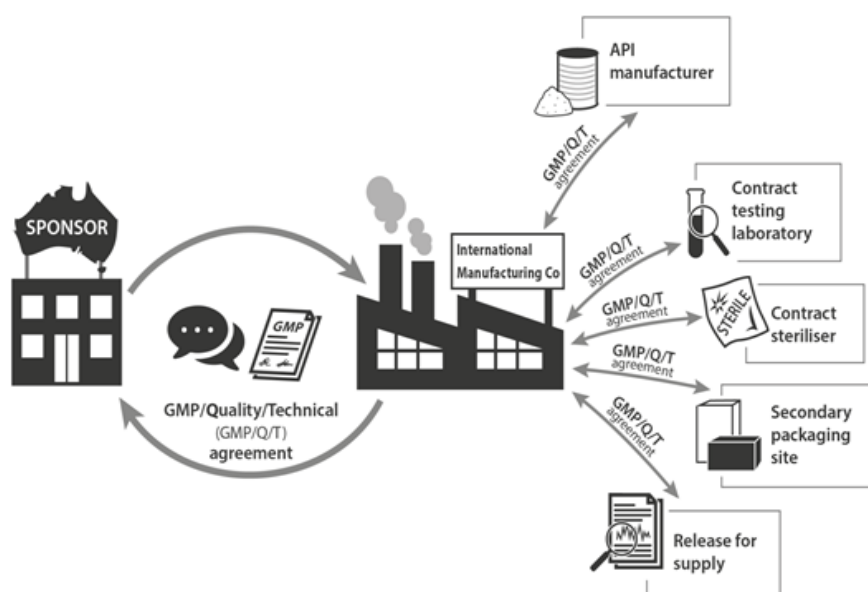 SPONSOR
GMP
GMP/Quality/Technical
(GMP/Q/T)
agreement
International
Manufacturing Co
GMP/Q/T
agreement
API
manufacturer
GMP/Q/T
agreement
Contract
testing
laboratory
GMP/Q/T
agreement
STERILE
Contract
steriliser
GMP/Q/T
agreement
Secondary
packaging
site
GMP/Q/T
agreement
Release for
supply